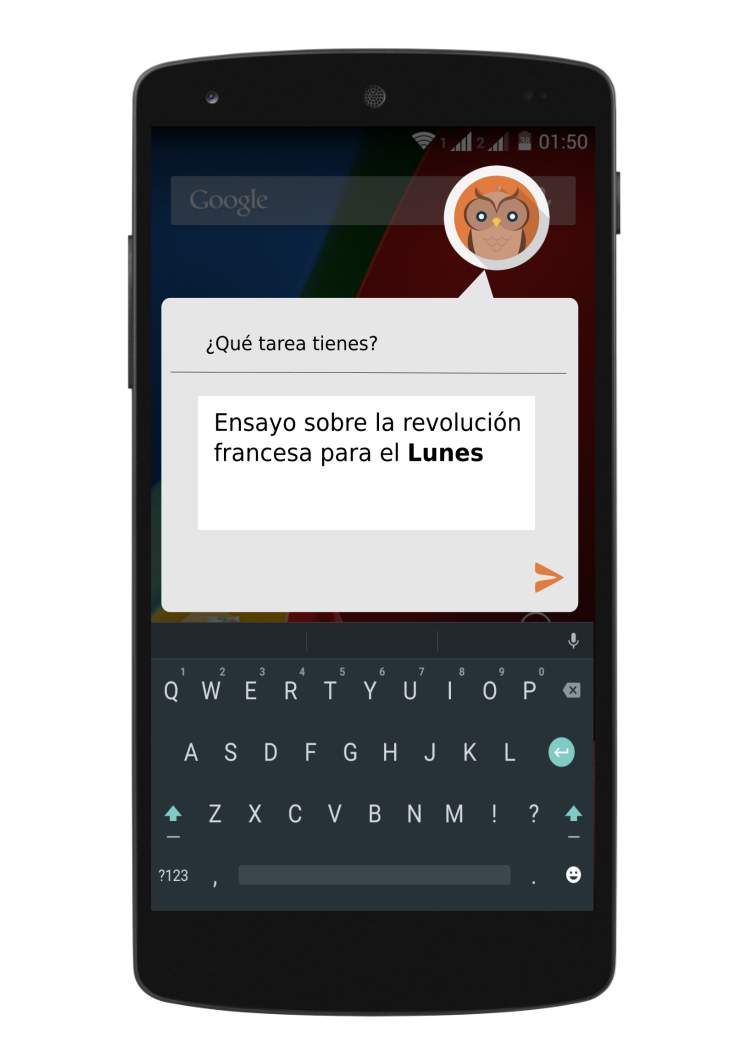 1 2 39 01:50
Google
¿Qué tarea tienes?
Ensayo sobre la revolución
francesa para el Lunes
1 2 3 4 5 6 7 8 9 0
Q W E R T Y U I O P
A S D F G H J K L
Z X C V B N M ! ?
?123 , .